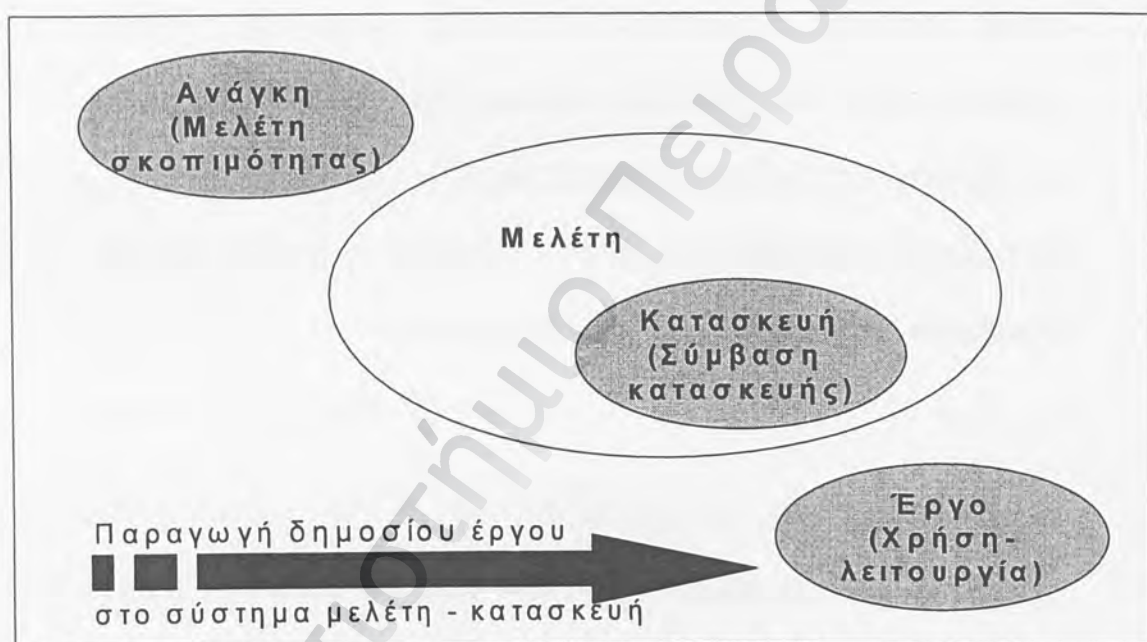 Ανάγκη
(Μελέτη
σκοπιμότητας)
Μελέτη
Κατασκευή
(Σύμβαση
κατασκευής)
Έργο
(Χρήση-
λειτουργία)
Παραγωγή δημοσίου έργου
στο σύστημα μελέτη - κατασκευή